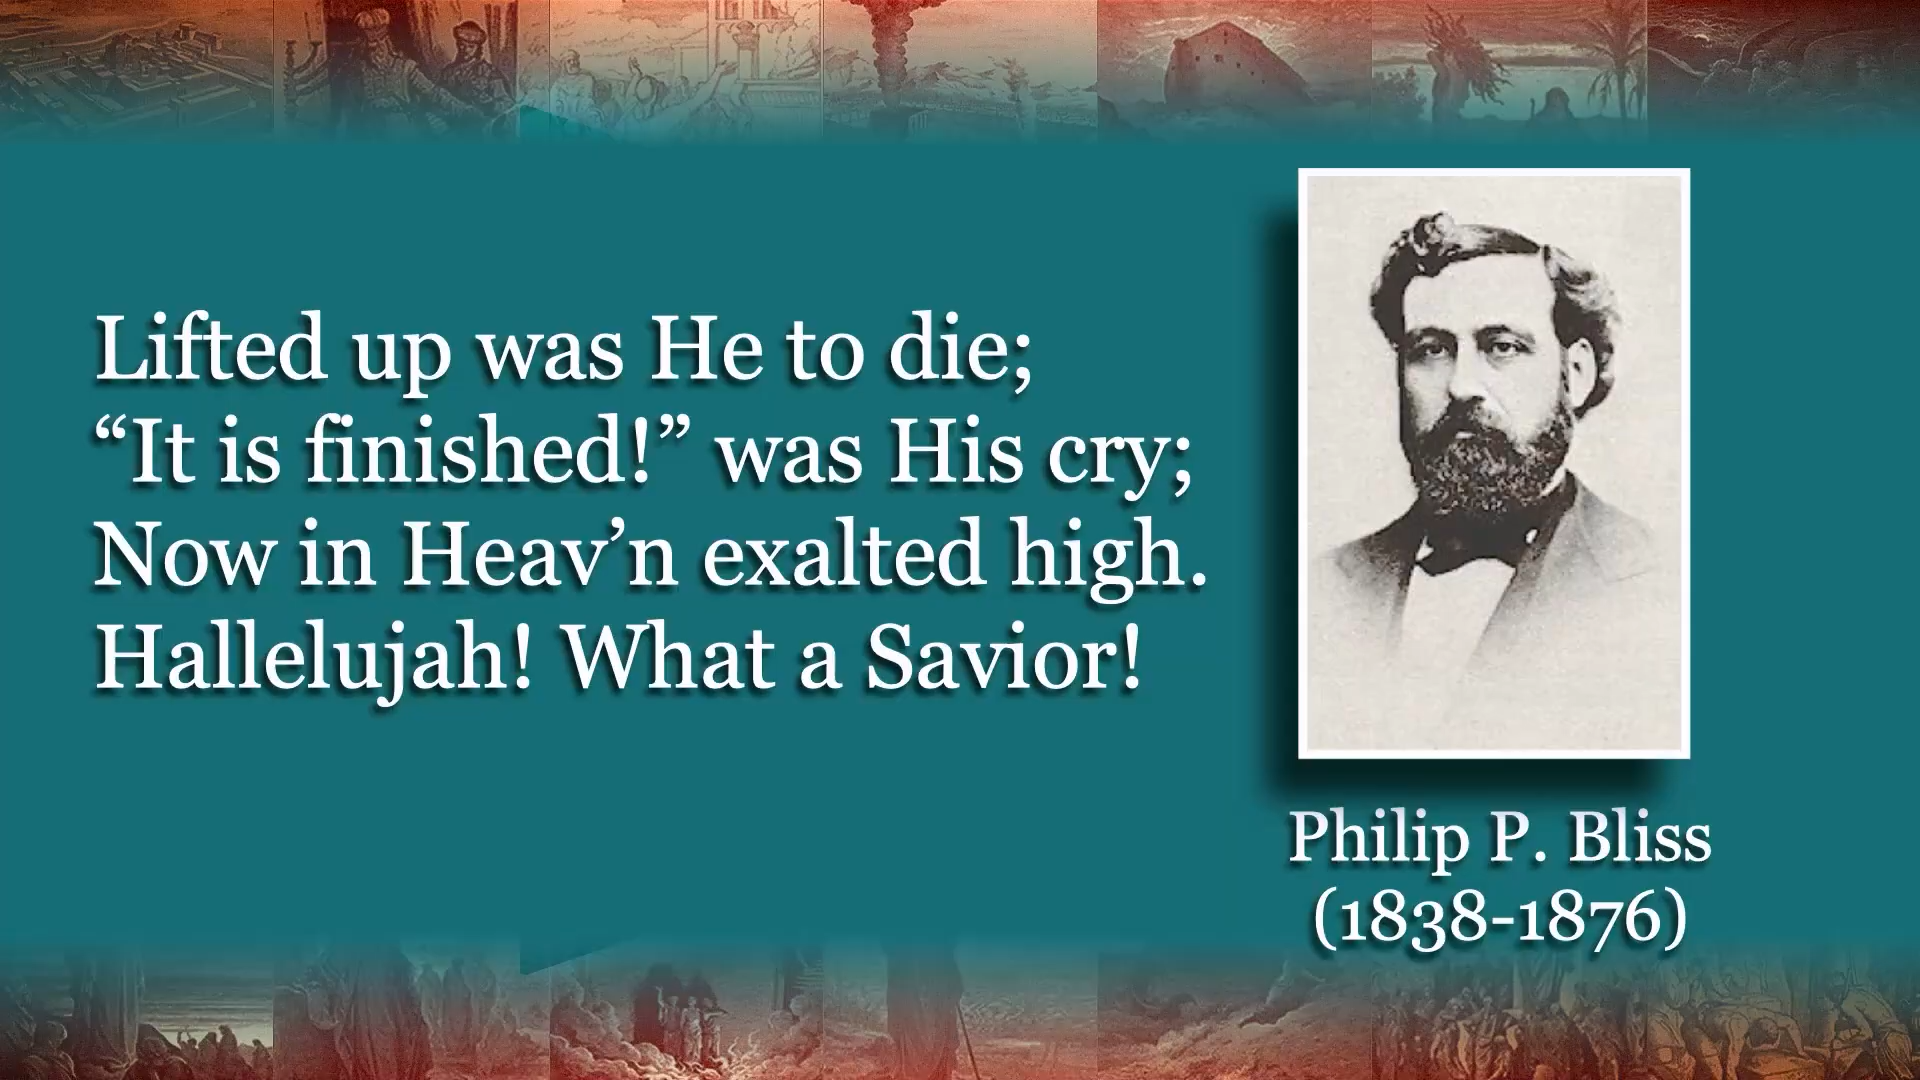 Lifted up was He to die;
“It is finished!” was His cry;
Now in Heav’n exalted high.
Hallelujah! What a Savior!
Philip P. Bliss
(1838-1876)